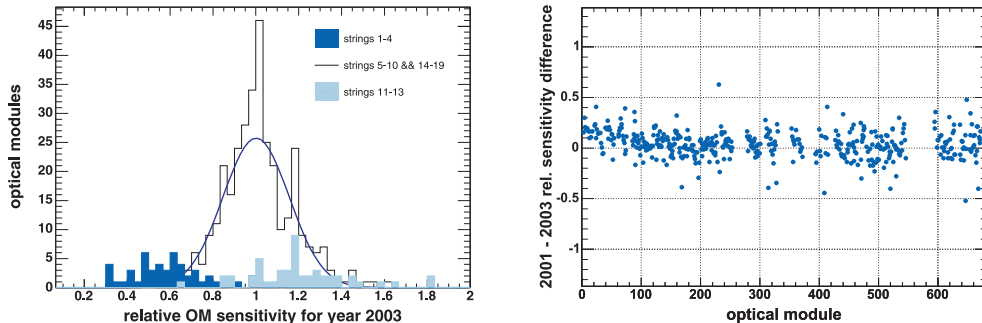 optical modules
45
40
35
30
25
20
15
10
5
0
0.2 0.4 0.6 0.8 1 1.2 1.4 1.6 1.8 2
relative OM sensitivity for year 2003
strings 1-4
strings 5-10 && 14-19
strings 11-13
2001 - 2003 rel. sensitivity difference
1
0.5
0
-0.5
-1
0 100 200 300 400 500 600
optical module